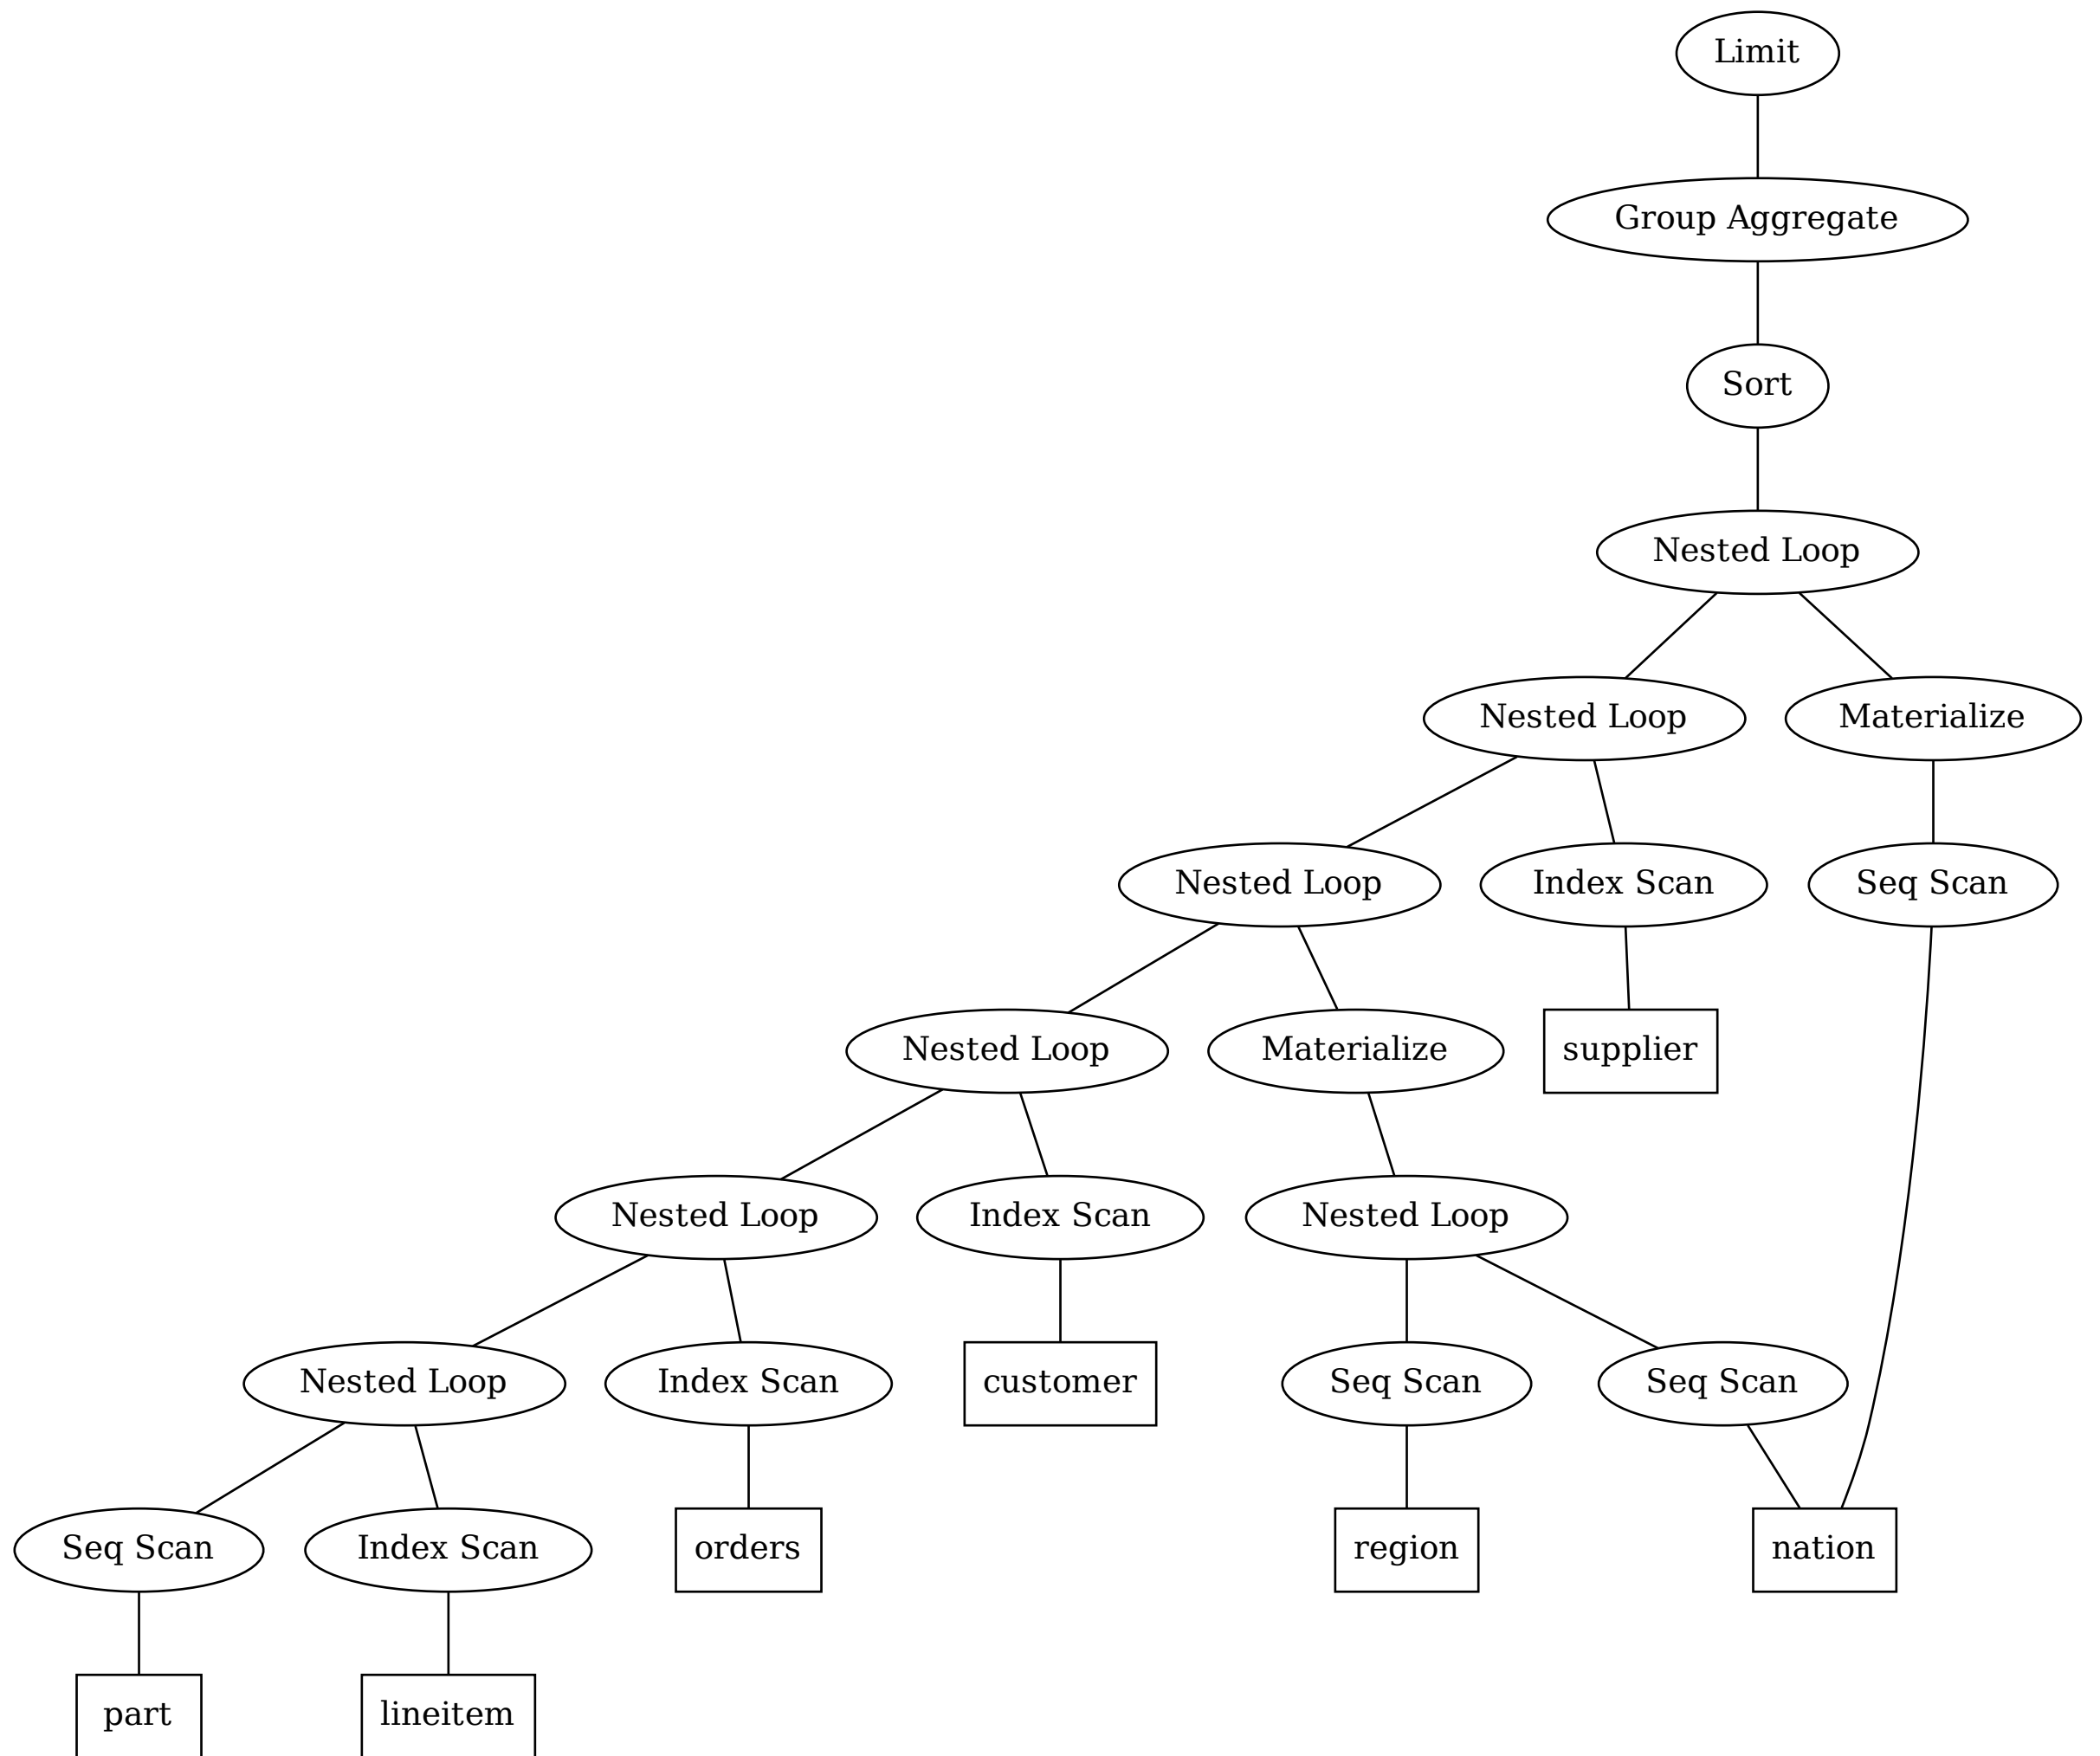 Limit
Group Aggregate
Sort
Nested Loop
Nested Loop
Materialize
Nested Loop
Index Scan
Seq Scan
Nested Loop
Materialize
supplier
Nested Loop
Index Scan
Nested Loop
Nested Loop
Index Scan
customer
Seq Scan
Seq Scan
Seq Scan
Index Scan
orders
region
nation
part
lineitem